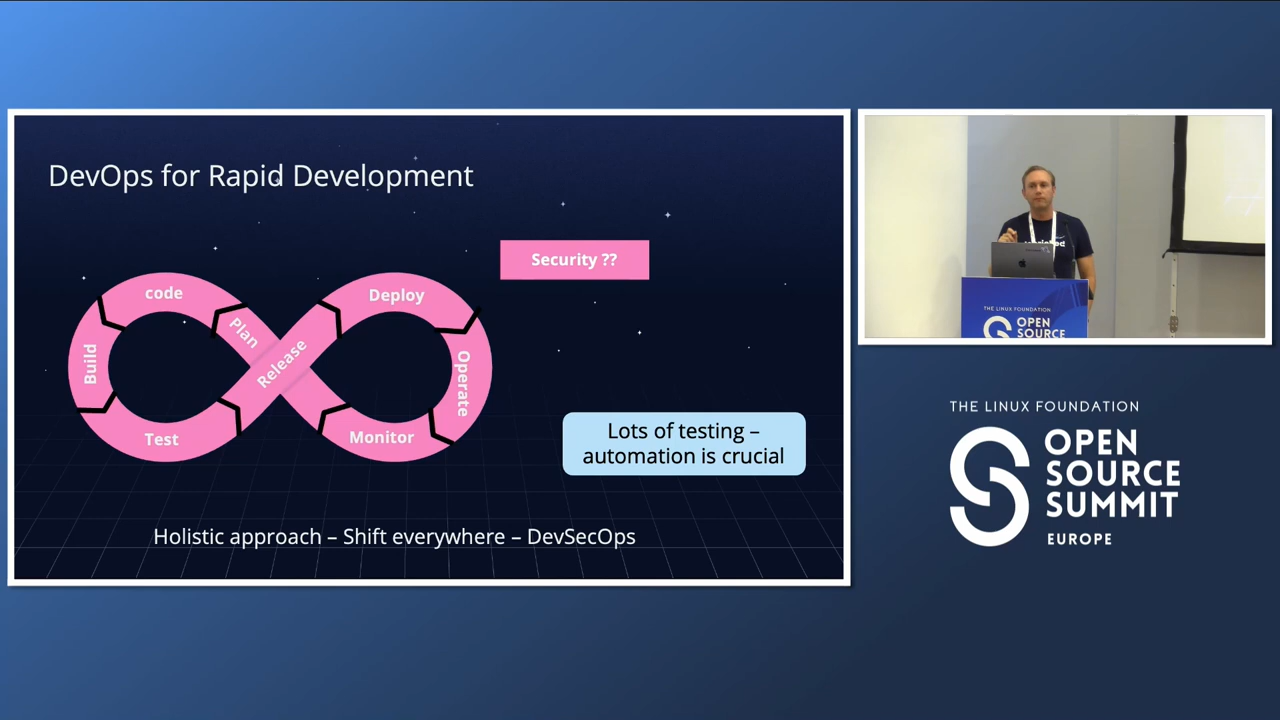 DevOps for Rapid Development
Security ??
code
Deploy
Plan
Build
Release
Operate
Test
Monitor
Lots of testing –
automation is crucial
Holistic approach – Shift everywhere – DevSecOps
THE LINUX FOUNDATION
OPEN
SOURCE
THE LINUX FOUNDATION
OPEN
SOURCE
SUMMIT
EUROPE